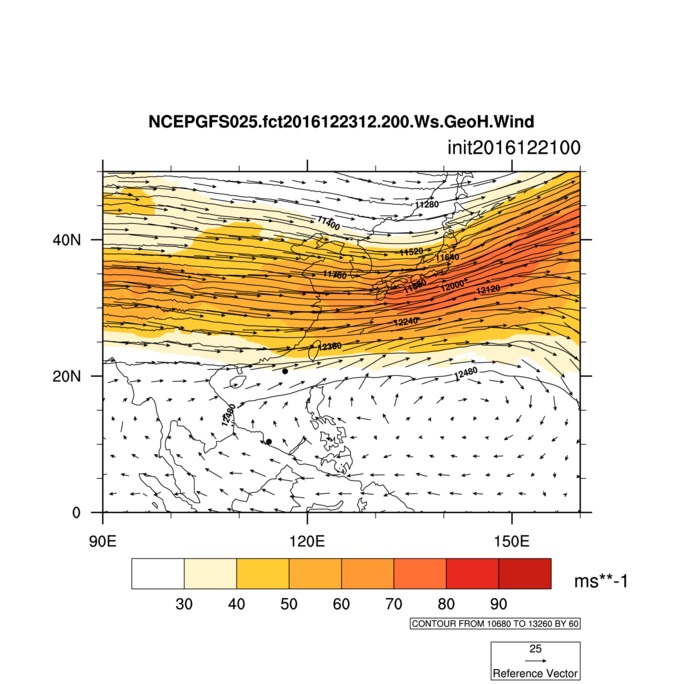 NCEPGFS025.fct2016122312.200.Ws.GeoH.Wind
init2016122100
11280
11400
40N
11520
11640
11760
11880
12000
12120
12240
12360
20N
12480
12480
0
90E 120E 150E
ms**-1
30 40 50 60 70 80 90
CONTOUR FROM 10680 TO 13260 BY 60
25
Reference Vector